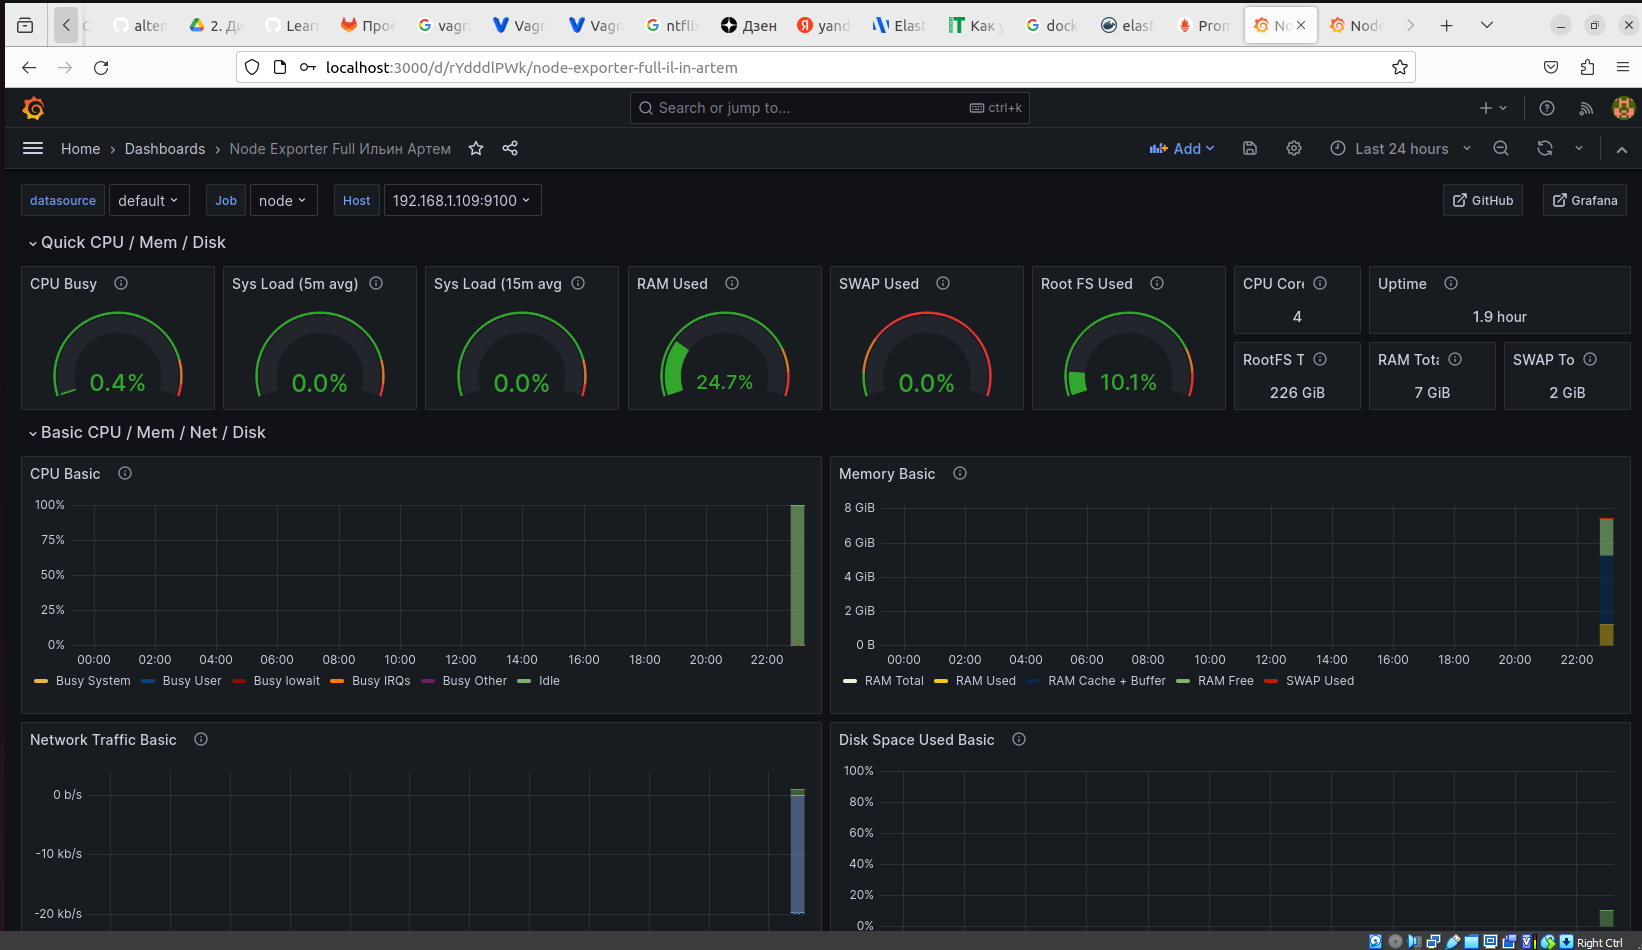 C altem 2. Ди Learn Прое vagra Vagra Vagra ntflix Дзен yand Elast Как у dock elast Prom No Node
localhost:3000/d/rYdddlPWk/node-exporter-full-il-in-artem
Search or jump to... ctrl+k
Home › Dashboards › Node Exporter Full Ильин Артем Add Last 24 hours
datasource default Job node Host 192.168.1.109:9100 GitHub Grafana
Quick CPU / Mem / Disk
CPU Busy Sys Load (5m avg) Sys Load (15m avg RAM Used SWAP Used Root FS Used CPU Core Uptime
4 1.9 hour
RootFS T RAM Tota SWAP To
0.4% 0.0% 0.0% 24.7% 0.0% 10.1% 226 GiB 7 GiB 2 GiB
Basic CPU / Mem / Net / Disk
CPU Basic
100%
75%
50%
25%
0%
00:00 02:00 04:00 06:00 08:00 10:00 12:00 14:00 16:00 18:00 20:00 22:00
Busy System Busy User Busy Iowait Busy IRQs Busy Other Idle
Memory Basic
8 GiB
6 GiB
4 GiB
2 GiB
0 B
00:00 02:00 04:00 06:00 08:00 10:00 12:00 14:00 16:00 18:00 20:00 22:00
RAM Total RAM Used RAM Cache + Buffer RAM Free SWAP Used
Network Traffic Basic
0 b/s
-10 kb/s
-20 kb/s
Disk Space Used Basic
100%
80%
60%
40%
20%
0%
Right Ctrl